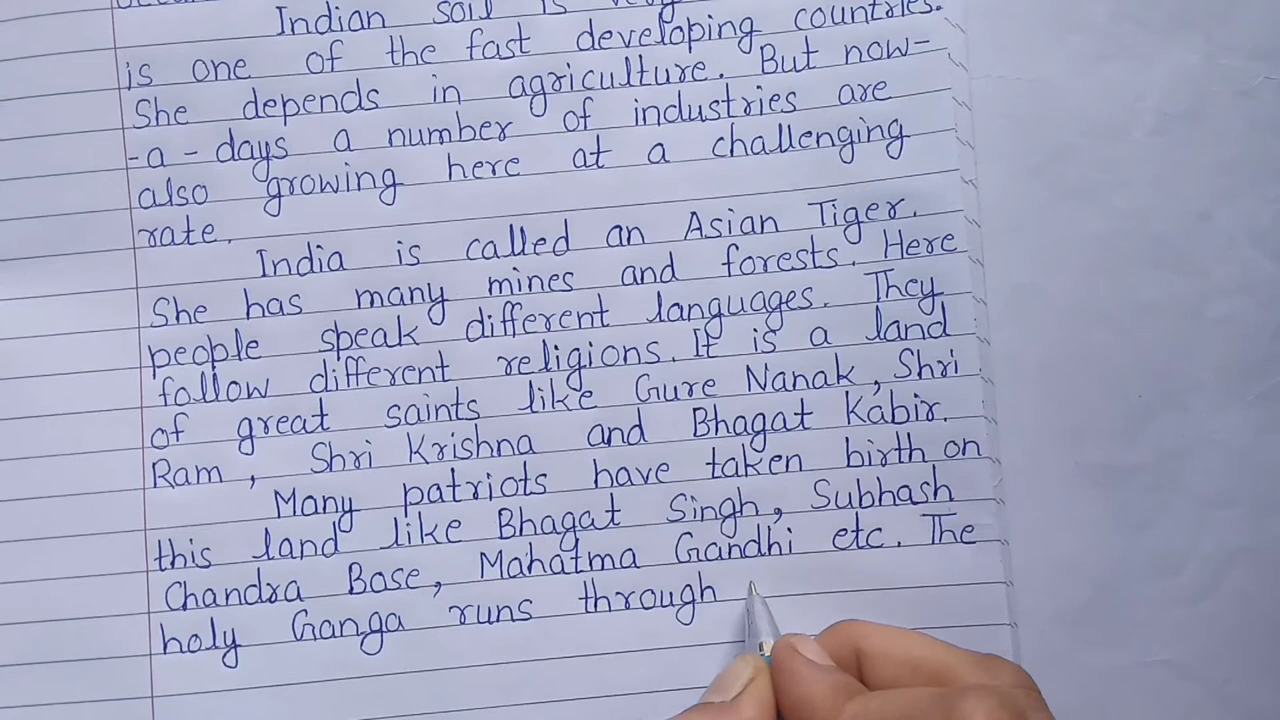 Indian soil is
is one of the fast developing countries.
She depends in agriculture. But now-
-a-days a number of industries are
also growing here at a challenging
rate.
India is called an Asian Tiger.
She has many mines and forests. Here
people speak different languages. They
follow different religions. It is a land
of great saints like Gure Nanak, Shri
Ram, Shri Krishna and Bhagat Kabir.
Many patriots have taken birth on
this land like Bhagat Singh, Subhash
Chandra Bose, Mahatma Gandhi etc. The
holy Ganga runs through